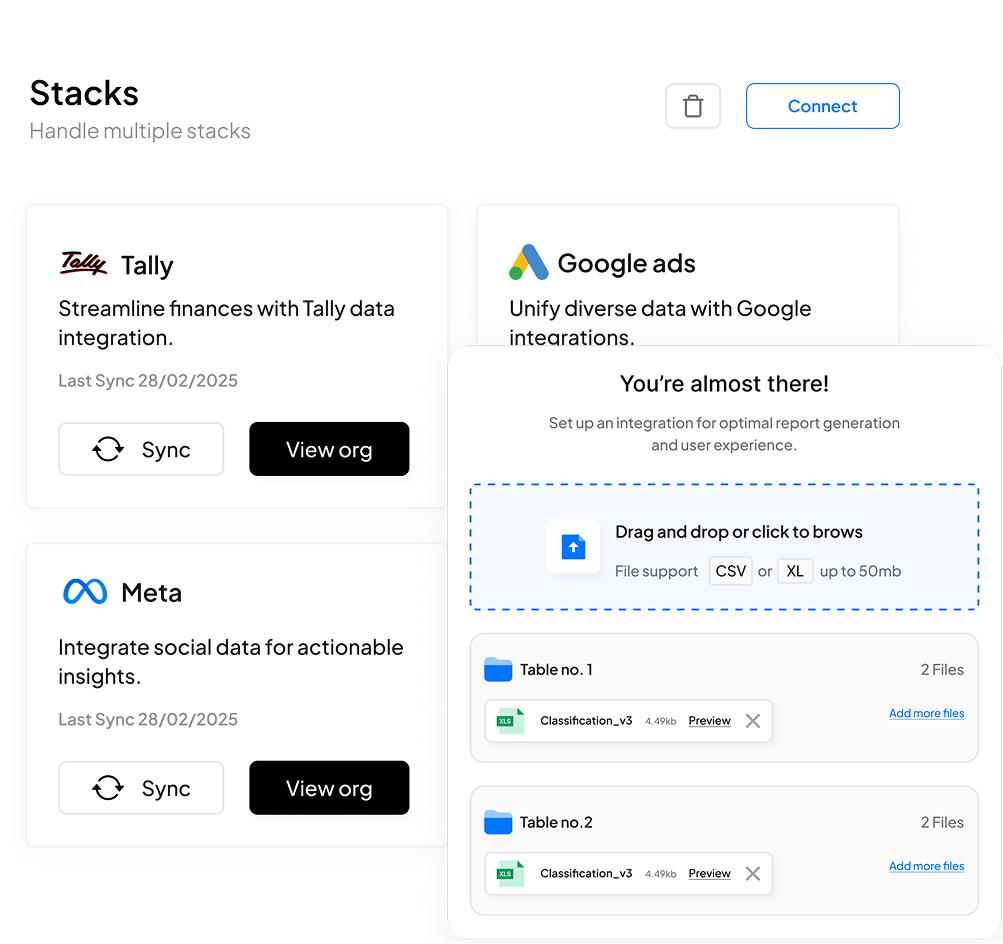 Stacks
Handle multiple stacks
Connect
Tally
Tally
Streamline finances with Tally data
integration.
Last Sync 28/02/2025
Sync
View org
Google ads
Unify diverse data with Google
integrations.
Meta
Integrate social data for actionable
insights.
Last Sync 28/02/2025
Sync
View org
You’re almost there!
Set up an integration for optimal report generation
and user experience.
Drag and drop or click to brows
File support CSV or XL up to 50mb
Table no. 1
2 Files
XLS Classification_v3 4.49kb Preview
Add more files
Table no.2
2 Files
XLS Classification_v3 4.49kb Preview
Add more files